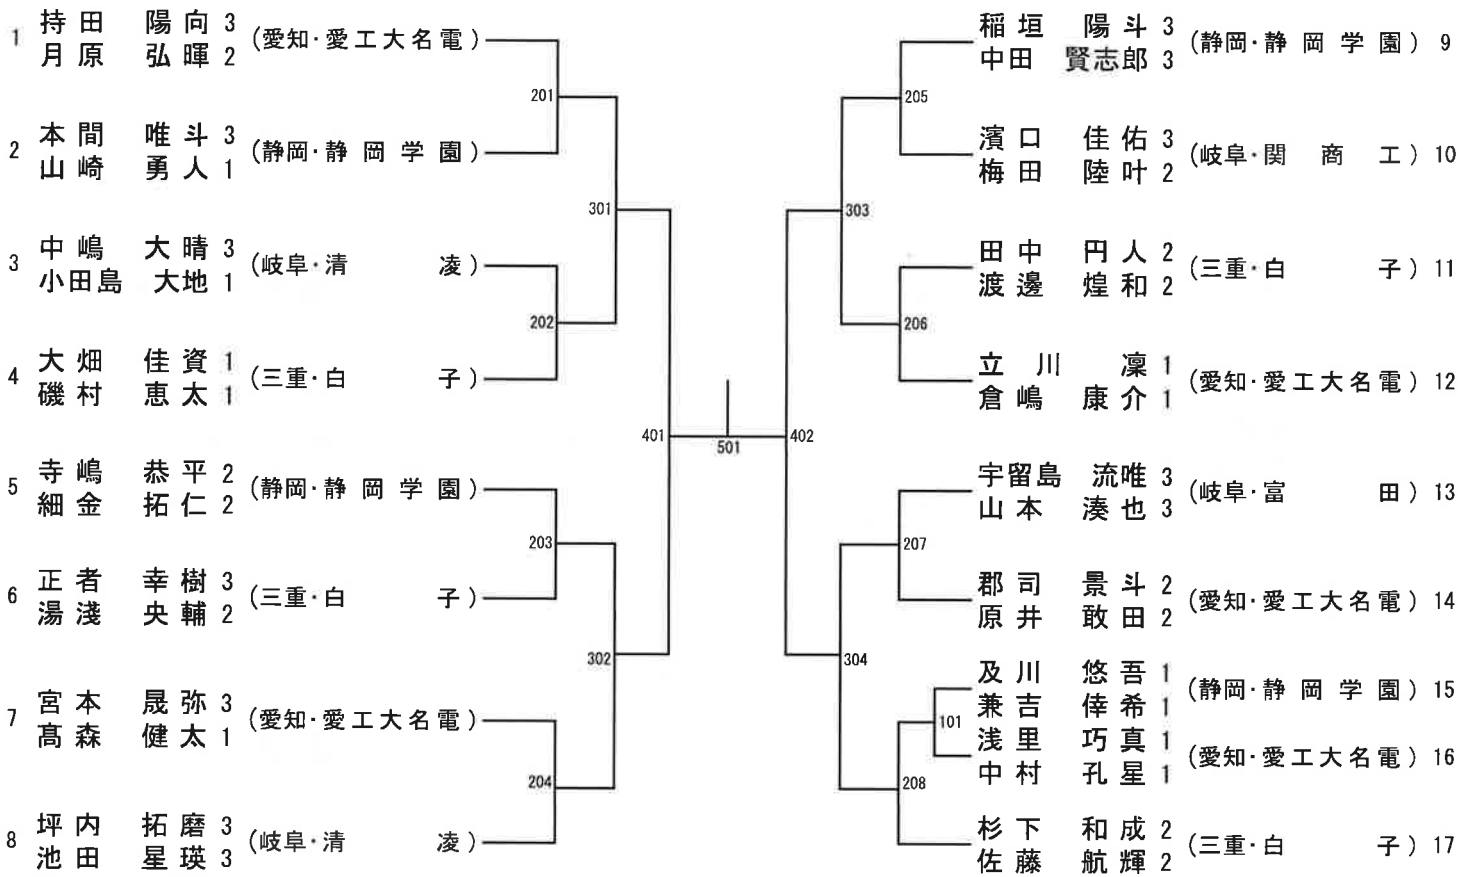 1 持田 陽向 3 (愛知・愛工大名電)
月原 弘暉 2
2 本間 唯斗 3 (静岡・静岡学園)
山崎 勇人 1
3 中嶋 大晴 3 (岐阜・清凌)
小田島 大地 1
4 大畑 佳資 1 (三重・白子)
磯村 恵太 1
5 寺嶋 恭平 2 (静岡・静岡学園)
細金 拓仁 2
6 正者 幸樹 3 (三重・白子)
湯淺 央輔 2
7 宮本 晟弥 3 (愛知・愛工大名電)
髙森 健太 1
8 坪内 拓磨 3 (岐阜・清凌)
池田 星瑛 3
201
202
203
204
301
302
401
501
402
303
304
205
206
207
101
208
稲垣 陽斗 3 (静岡・静岡学園) 9
中田 賢志郎 3
濱口 佳佑 3 (岐阜・関商工) 10
梅田 陸叶 2
田中 円人 2 (三重・白子) 11
渡邊 煌和 2
立川 凜 1 (愛知・愛工大名電) 12
倉嶋 康介 1
宇留島 流唯 3 (岐阜・富田) 13
山本 湊也 3
郡司 景斗 2 (愛知・愛工大名電) 14
原井 敢田 2
及川 悠吾 1 (静岡・静岡学園) 15
兼吉 倖希 1
浅里 巧真 1 (愛知・愛工大名電) 16
中村 孔星 1
杉下 和成 2 (三重・白子) 17
佐藤 航輝 2